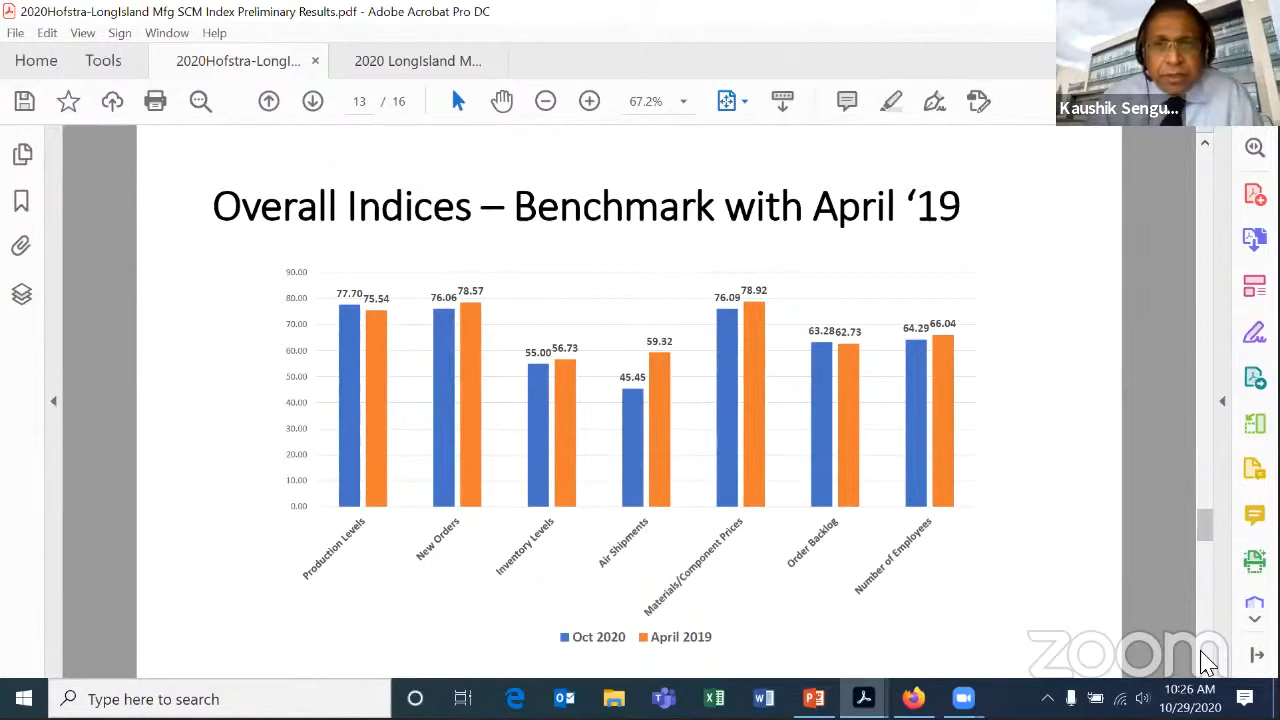 2020Hofstra-LongIsland Mfg SCM Index Preliminary Results.pdf - Adobe Acrobat Pro DC
File Edit View Sign Window Help
Home Tools 2020Hofstra-LongI... × 2020 LongIsland M...
13 / 16 67.2%
Kaushik Sengu...
Overall Indices – Benchmark with April ‘19
90.00
80.00
70.00
60.00
50.00
40.00
30.00
20.00
10.00
0.00
77.70 75.54
76.06 78.57
55.00 56.73
45.45 59.32
76.09 78.92
63.28 62.73
64.29 66.04
Production Levels
New Orders
Inventory Levels
Air Shipments
Materials/Component Prices
Order Backlog
Number of Employees
Oct 2020 April 2019
zoom
Type here to search
10:26 AM
10/29/2020